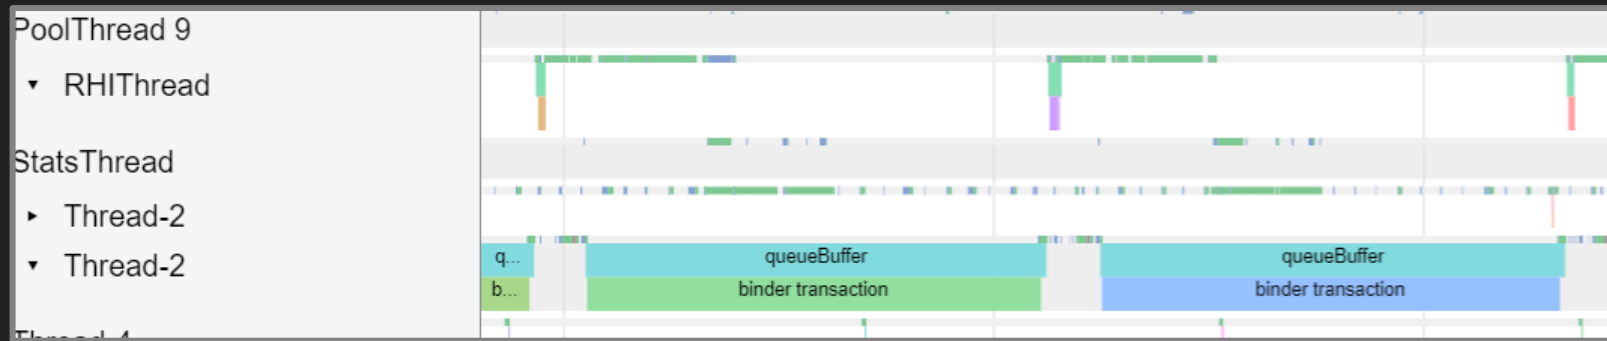 PoolThread 9
RHIThread
StatsThread
Thread-2
Thread-2
q... queueBuffer queueBuffer
b... binder transaction binder transaction